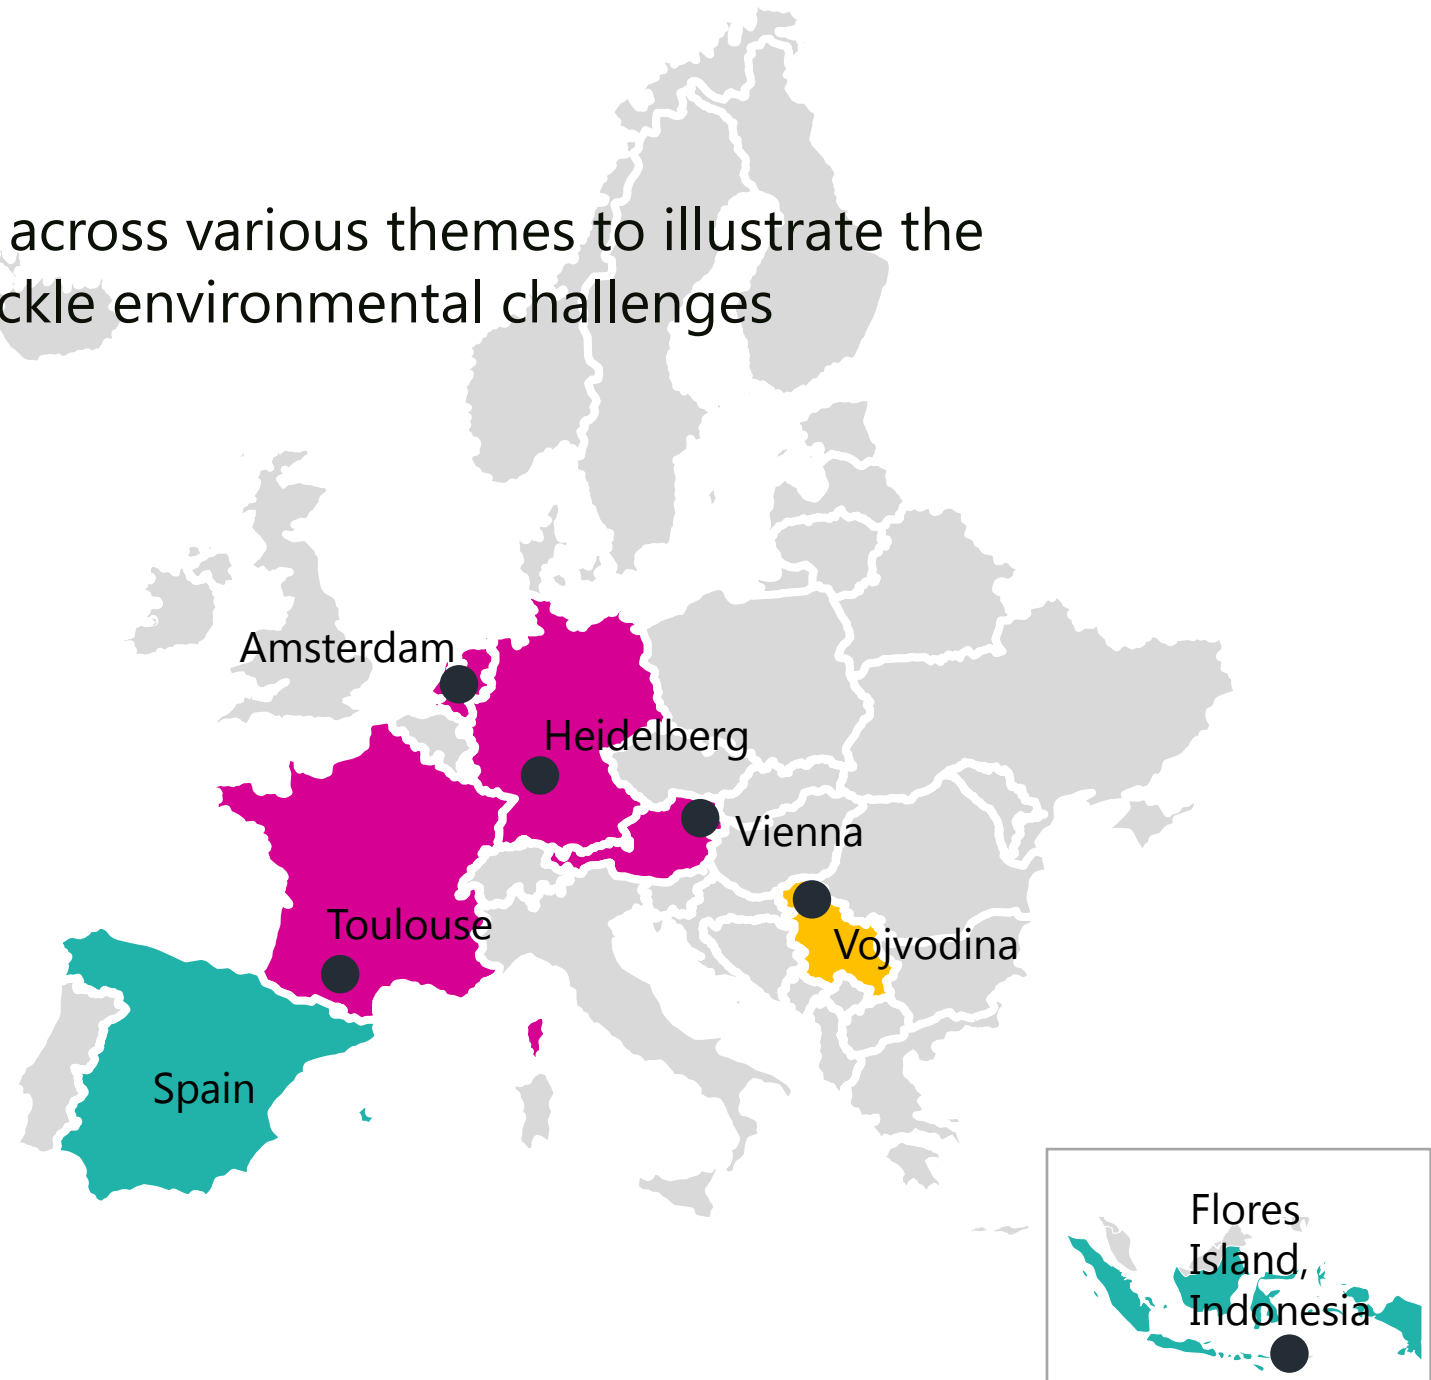 across various themes to illustrate the
ckle environmental challenges
Amsterdam
Heidelberg
Vienna
Toulouse
Vojvodina
Spain
Flores
Island,
Indonesia